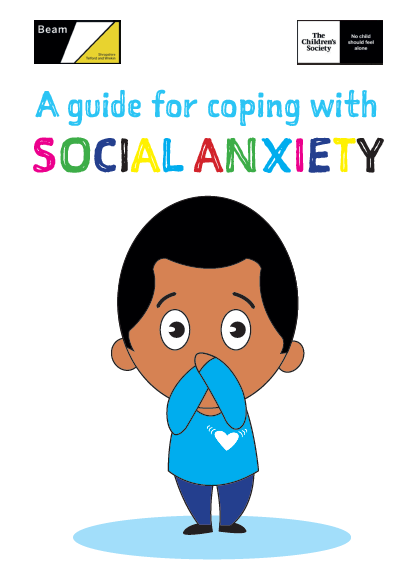 Beam
Shropshire
Telford and Wrekin
The
Children's
Society
No child
should feel
alone
A guide for coping with
SOCIAL ANXIETY